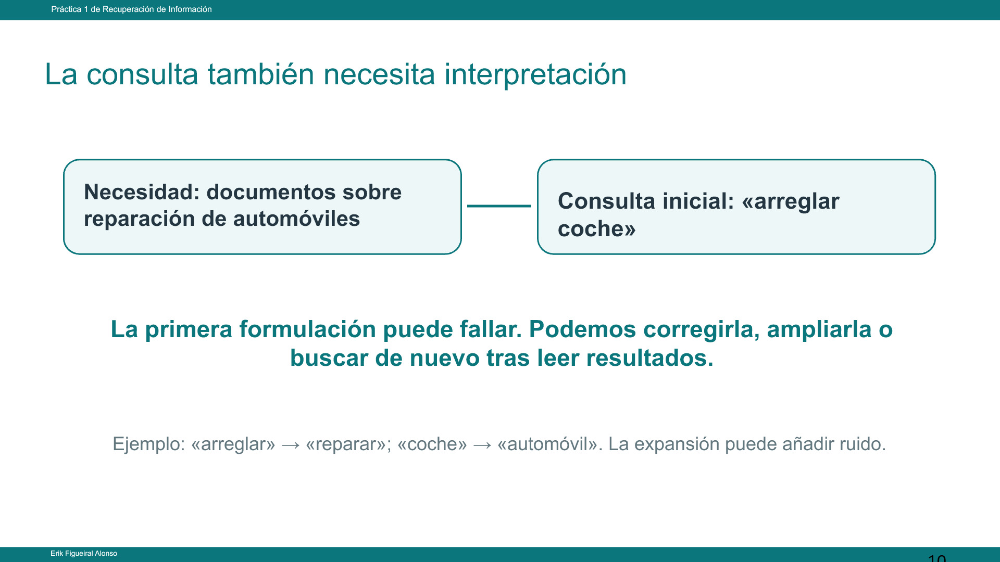 Práctica 1 de Recuperación de Información
La consulta también necesita interpretación
Necesidad: documentos sobre
reparación de automóviles
Consulta inicial: «arreglar
coche»
La primera formulación puede fallar. Podemos corregirla, ampliarla o
buscar de nuevo tras leer resultados.
Ejemplo: «arreglar» → «reparar»; «coche» → «automóvil». La expansión puede añadir ruido.
Erik Figueiral Alonso
10